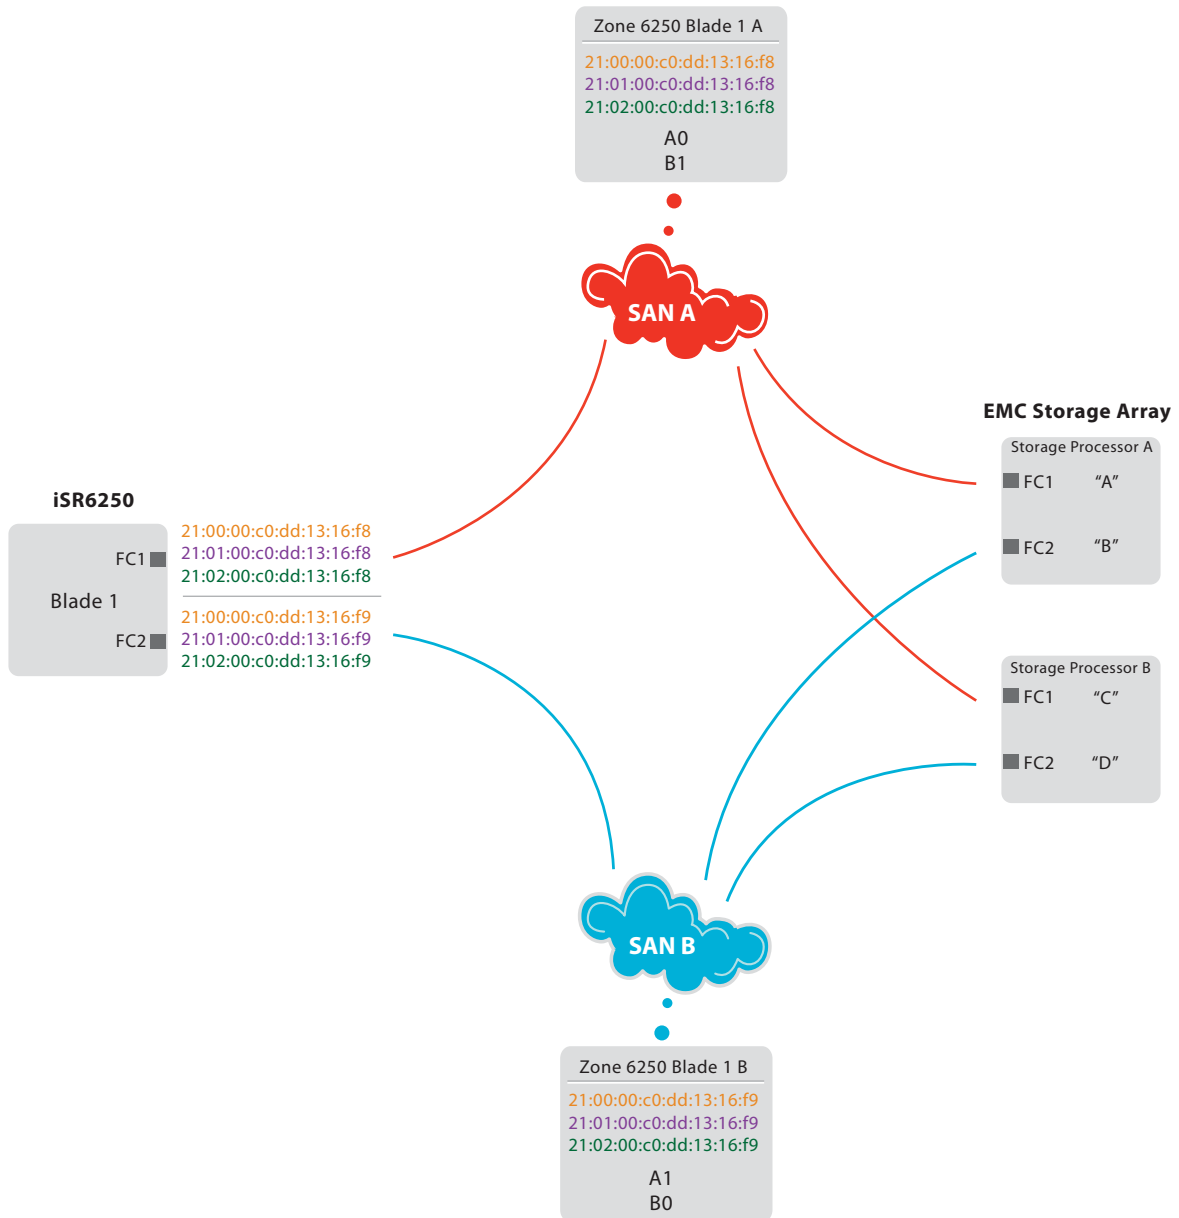 Zone 6250 Blade 1 A
21:00:00:c0:dd:13:16:f8
21:01:00:c0:dd:13:16:f8
21:02:00:c0:dd:13:16:f8
A0
B1
SAN A
EMC Storage Array
Storage Processor A
FC1 “A”
FC2 “B”
iSR6250
FC1
Blade 1
FC2
21:00:00:c0:dd:13:16:f8
21:01:00:c0:dd:13:16:f8
21:02:00:c0:dd:13:16:f8
21:00:00:c0:dd:13:16:f9
21:01:00:c0:dd:13:16:f9
21:02:00:c0:dd:13:16:f9
Storage Processor B
FC1 “C”
FC2 “D”
SAN B
Zone 6250 Blade 1 B
21:00:00:c0:dd:13:16:f9
21:01:00:c0:dd:13:16:f9
21:02:00:c0:dd:13:16:f9
A1
B0